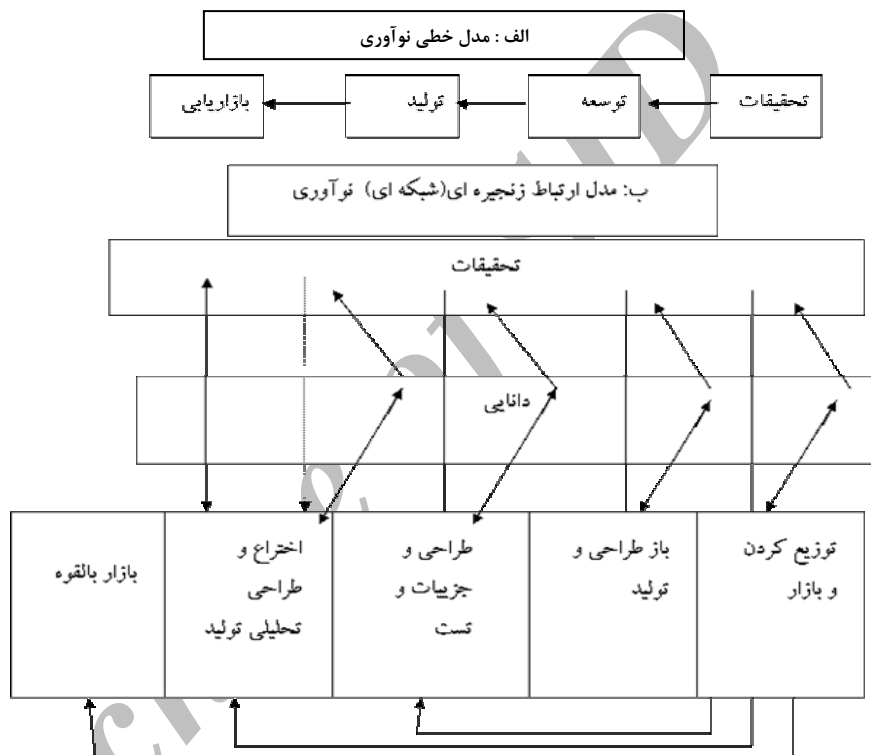 الف : مدل خطی نوآوری
تحقیقات
توسعه
تولید
بازاریابی
ب: مدل ارتباط زنجیره ای(شبکه ای) نوآوری
تحقیقات
دانایی
توزیع کردن
و بازار
باز طراحی و
تولید
طراحی و
جزییات و
تست
اختراع و
طراحی
تحلیلی تولید
بازار بالقوه